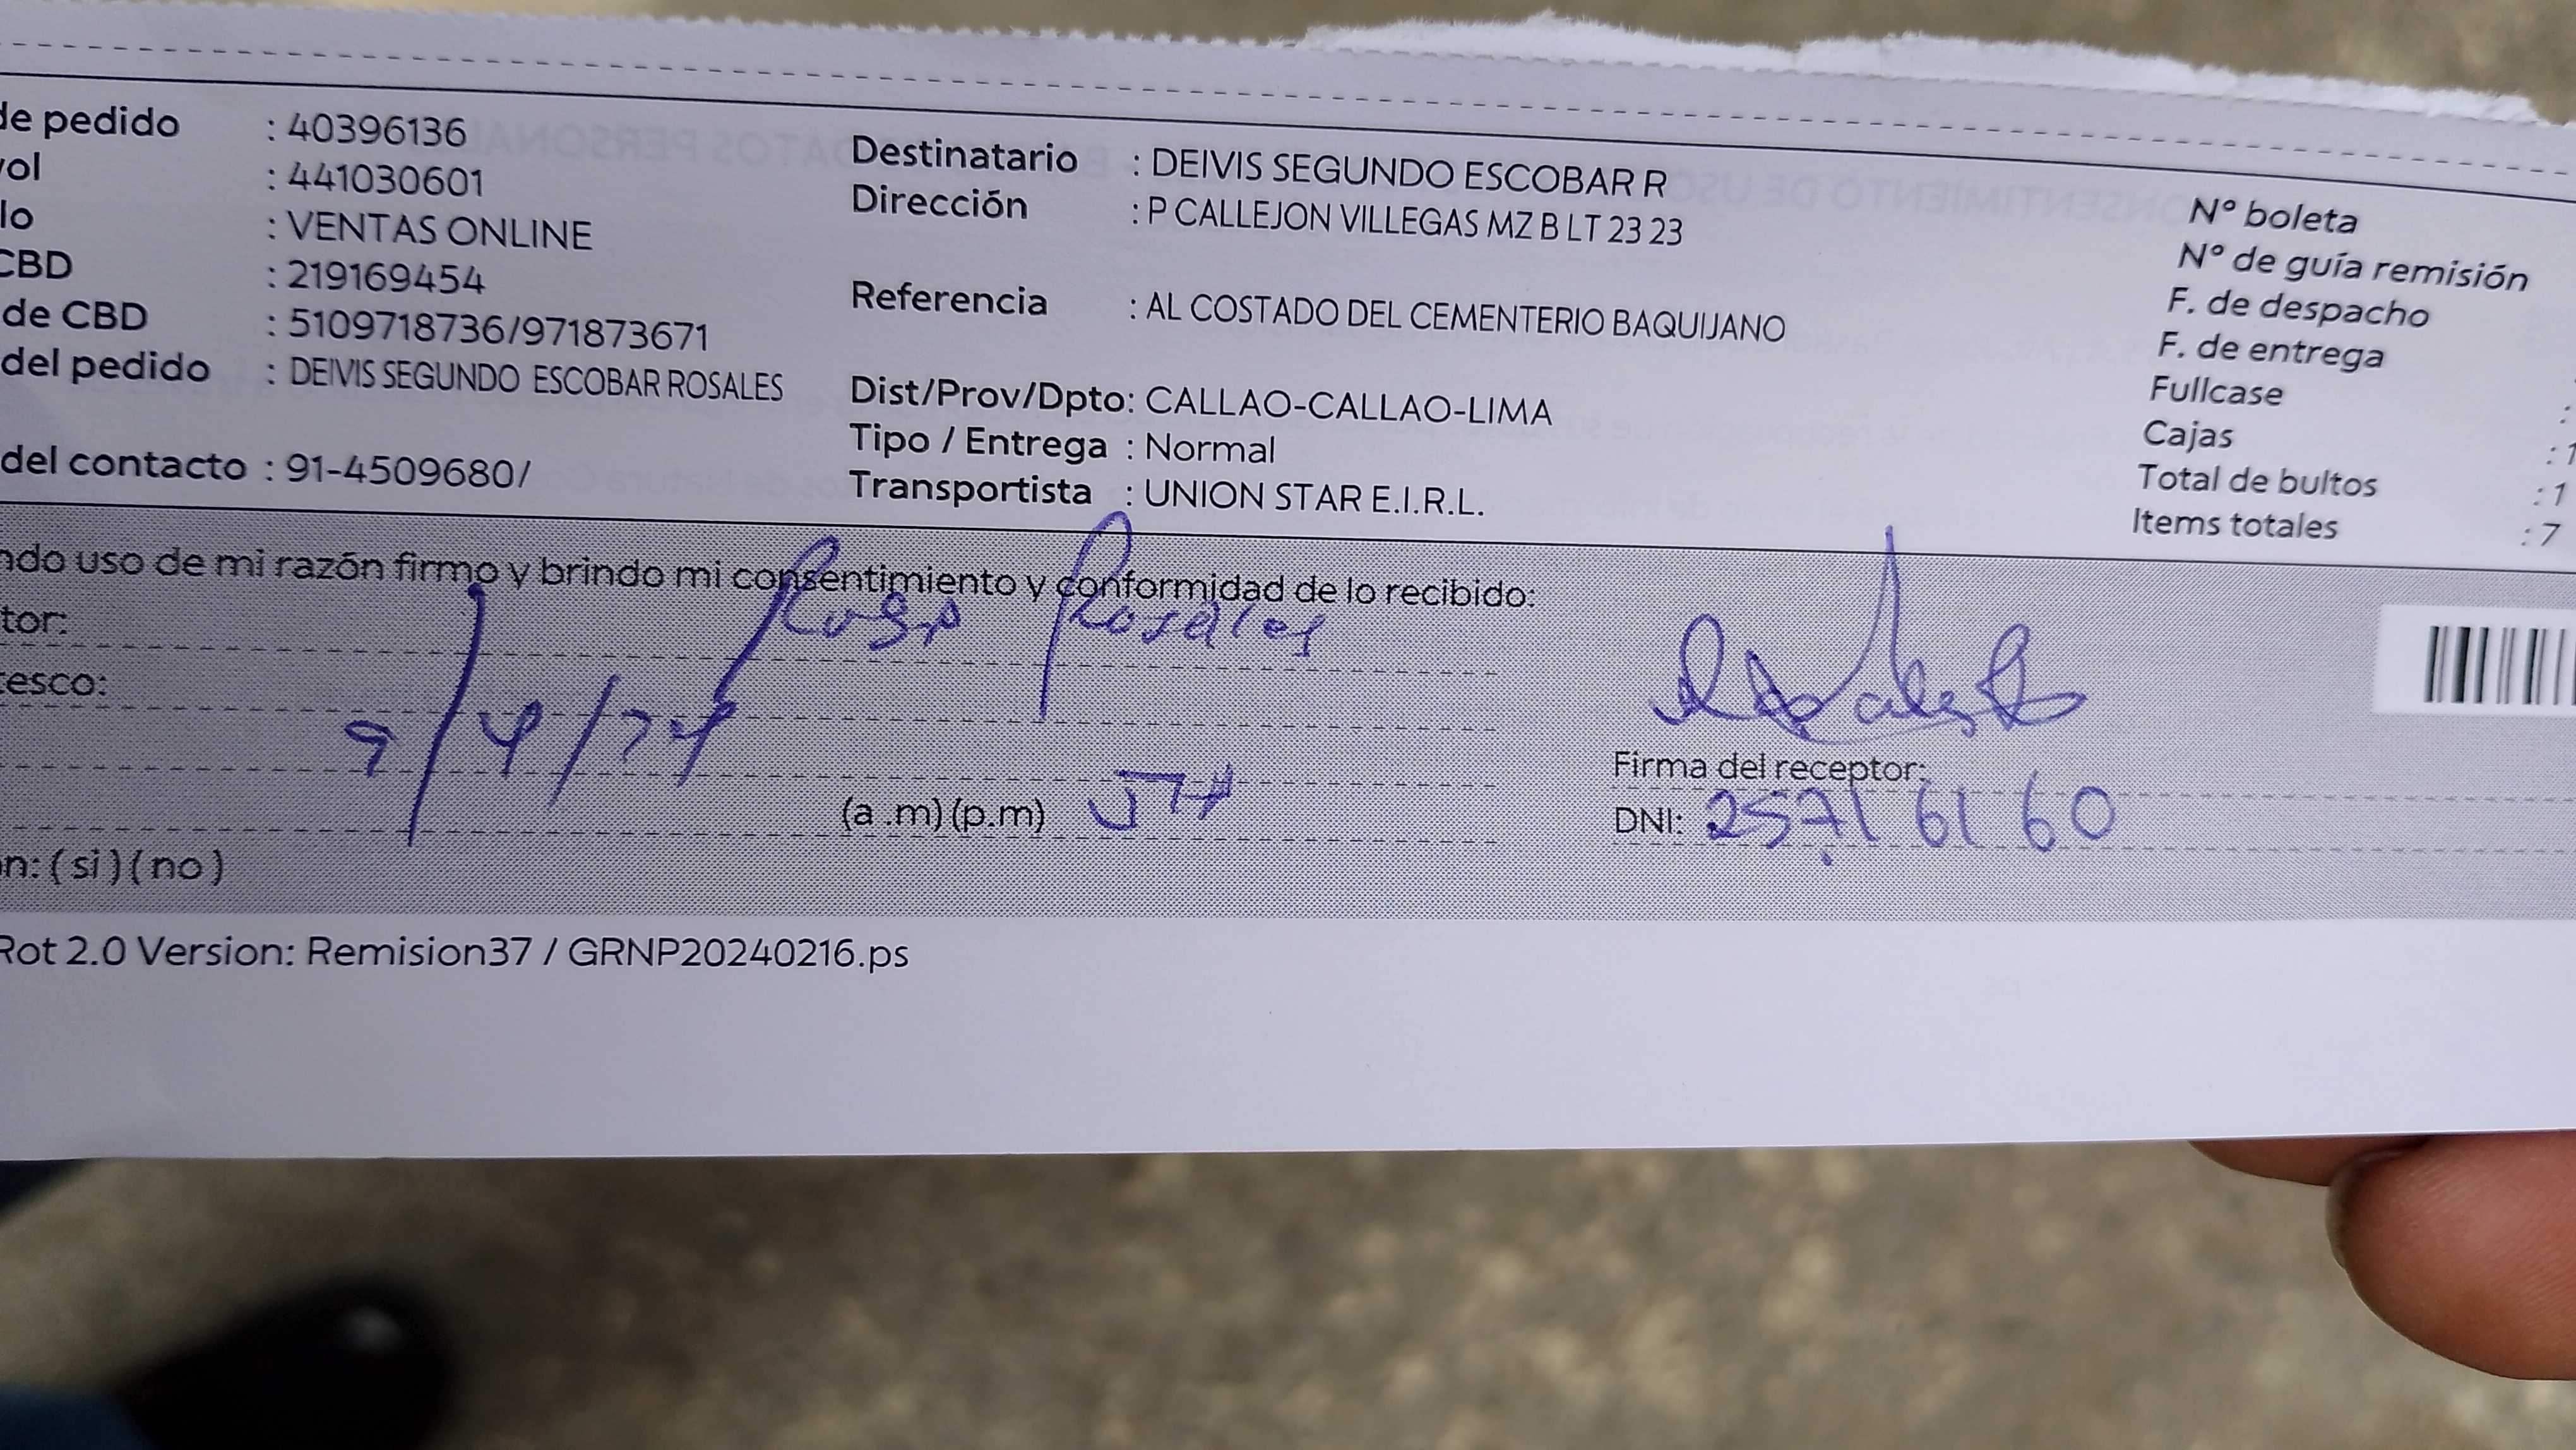 de pedido : 40396136
vol : 441030601
lo : VENTAS ONLINE
CBD : 219169454
de CBD : 5109718736/971873671
del pedido : DEIVIS SEGUNDO ESCOBAR ROSALES
del contacto : 91-4509680/
Destinatario : DEIVIS SEGUNDO ESCOBAR R
Dirección : P CALLEJON VILLEGAS MZ B LT 23 23
Referencia : AL COSTADO DEL CEMENTERIO BAQUIJANO
Dist/Prov/Dpto: CALLAO-CALLAO-LIMA
Tipo / Entrega : Normal
Transportista : UNION STAR E.I.R.L.
Nº boleta
Nº de guía remisión
F. de despacho
F. de entrega
Fullcase :
Cajas : 1
Total de bultos : 1
Items totales : 7
ndo uso de mi razón firmo y brindo mi consentimiento y conformidad de lo recibido:
tor: Rosa Rosales
tesco:
9/4/24
(a .m) (p.m)
n: ( si ) ( no )
Firma del receptor:
DNI: 25716160
Rot 2.0 Version: Remision37 / GRNP20240216.ps